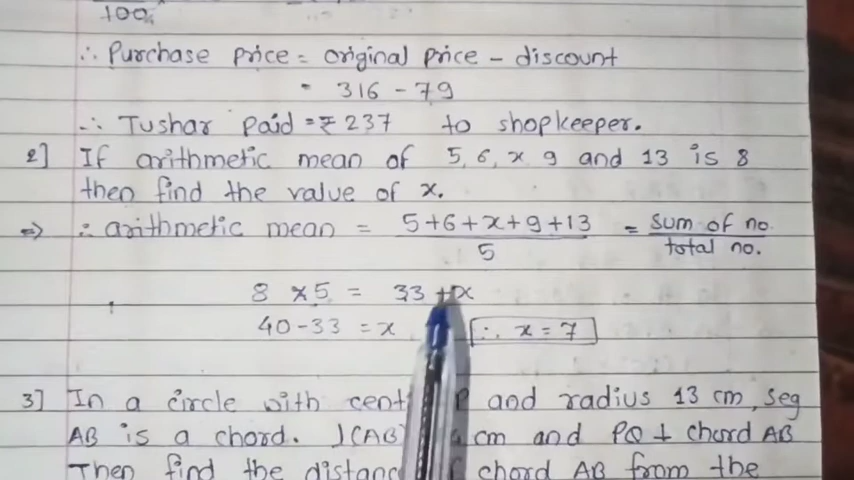 100
∴ Purchase Price = original price - discount
= 316 - 79
∴ Tushar Paid = ₹ 237 to shopkeeper.
2] If arithmetic mean of 5, 6, x 9 and 13 is 8
then find the value of x.
⇒ ∴ arithmetic mean = 5+6+x+9+13 / 5 = sum of no. / total no.
8 × 5 = 33 + x
40 - 33 = x ∴ x = 7
3] In a circle with cent P and radius 13 cm, seg
AB is a chord. l(AB) cm and PQ ⊥ chord AB
Then find the distanc chord AB from the